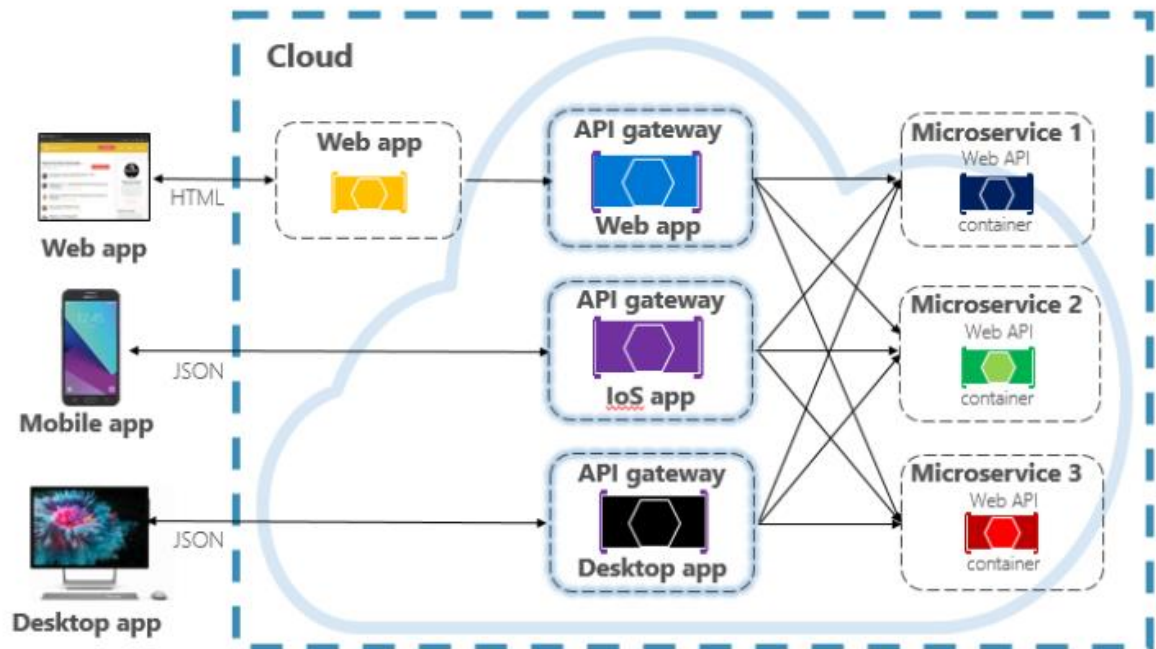 Cloud
Web app
HTML
Web app
API gateway
Web app
Microservice 1
Web API
container
Mobile app
JSON
API gateway
IoS app
Microservice 2
Web API
container
Desktop app
JSON
API gateway
Desktop app
Microservice 3
Web API
container